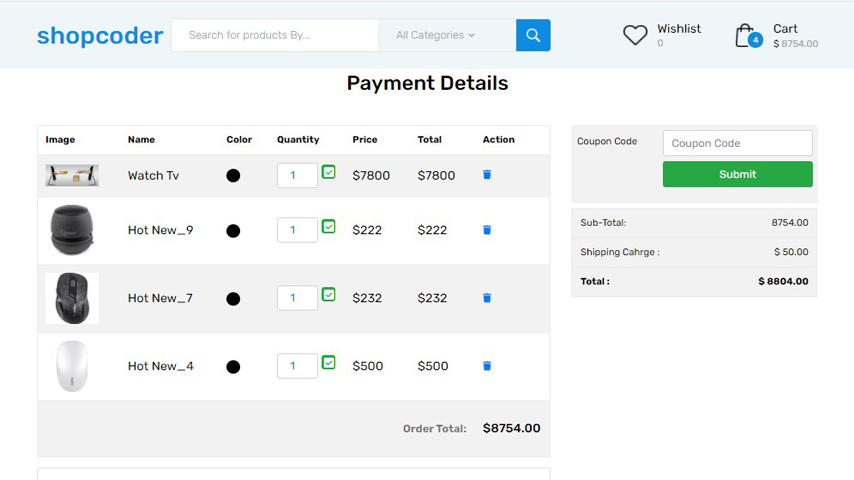 shopcoder
Search for products By...
All Categories
Wishlist
0
4
Cart
$ 8754.00
Payment Details
Image Name Color Quantity Price Total Action
Watch Tv 1 $7800 $7800
Hot New_9 1 $222 $222
Hot New_7 1 $232 $232
Hot New_4 1 $500 $500
Order Total: $8754.00
Coupon Code
Coupon Code
Submit
Sub-Total: 8754.00
Shipping Cahrge : $ 50.00
Total : $ 8804.00